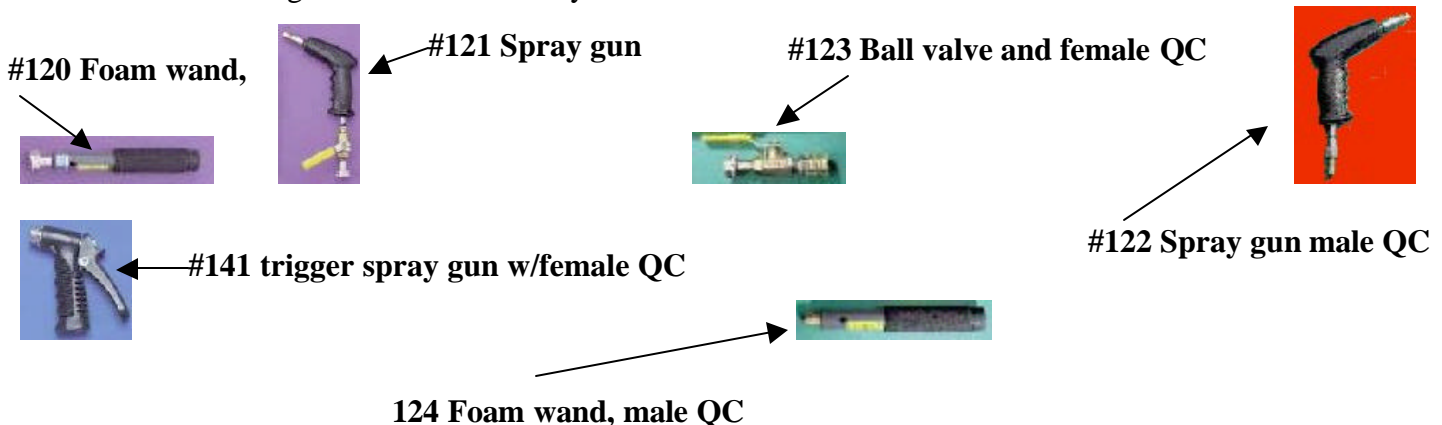 #121 Spray gun
#123 Ball valve and female QC
#120 Foam wand,
#122 Spray gun male QC
#141 trigger spray gun w/female QC
124 Foam wand, male QC